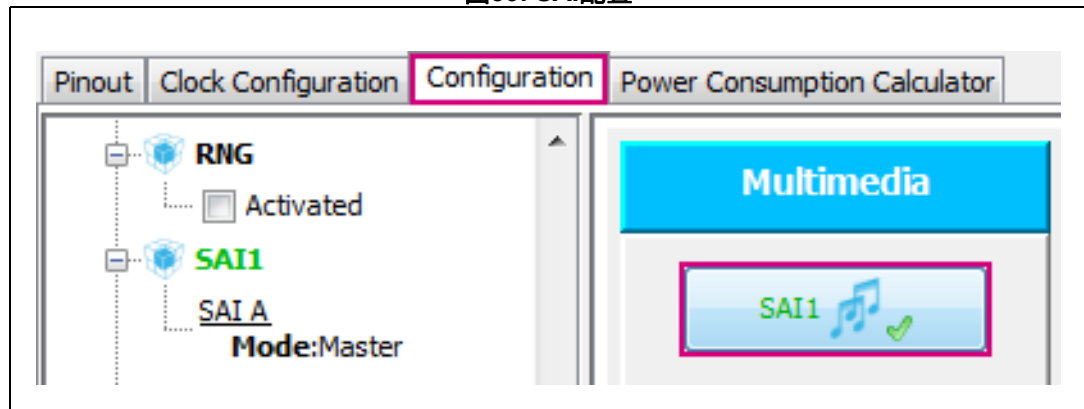 Pinout Clock Configuration Configuration Power Consumption Calculator
RNG
Activated
SAI1
SAI A
Mode:Master
Multimedia
SAI1